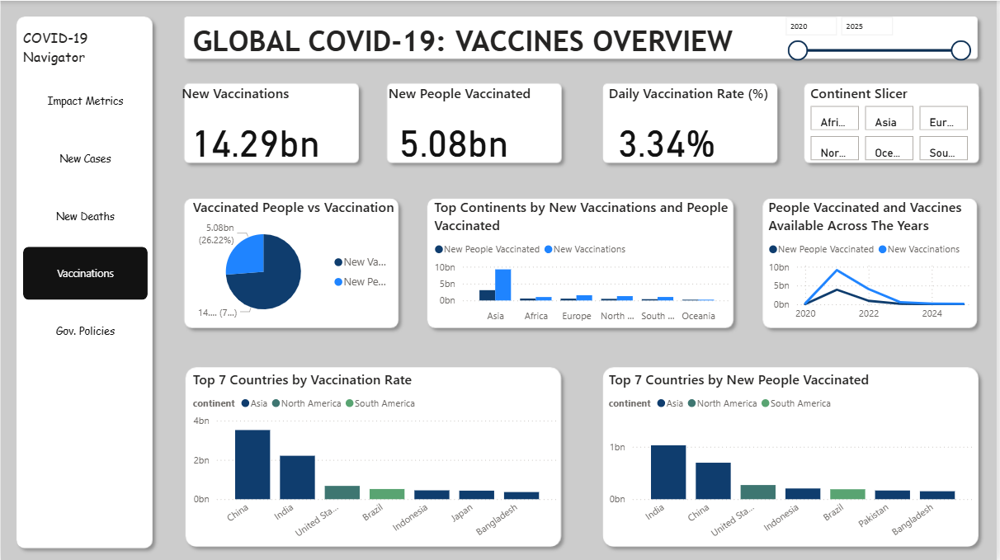 COVID-19
Navigator
Impact Metrics
New Cases
New Deaths
Vaccinations
Gov. Policies
GLOBAL COVID-19: VACCINES OVERVIEW
2020
2025
New Vaccinations
14.29bn
New People Vaccinated
5.08bn
Daily Vaccination Rate (%)
3.34%
Continent Slicer
Afri...
Asia
Eur...
Nor...
Oce...
Sou...
Vaccinated People vs Vaccination
5.08bn
(26.22%)
14.... (7...)
New Va...
New Pe...
Top Continents by New Vaccinations and People
Vaccinated
New People Vaccinated
New Vaccinations
10bn
5bn
0bn
Asia
Africa
Europe
North ...
South ...
Oceania
People Vaccinated and Vaccines
Available Across The Years
New People Vaccinated
New Vaccinations
10bn
5bn
0bn
2020
2022
2024
Top 7 Countries by Vaccination Rate
continent
Asia
North America
South America
4bn
2bn
0bn
China
India
United Sta...
Brazil
Indonesia
Japan
Bangladesh
Top 7 Countries by New People Vaccinated
continent
Asia
North America
South America
1bn
0bn
India
China
United Sta...
Indonesia
Brazil
Pakistan
Bangladesh